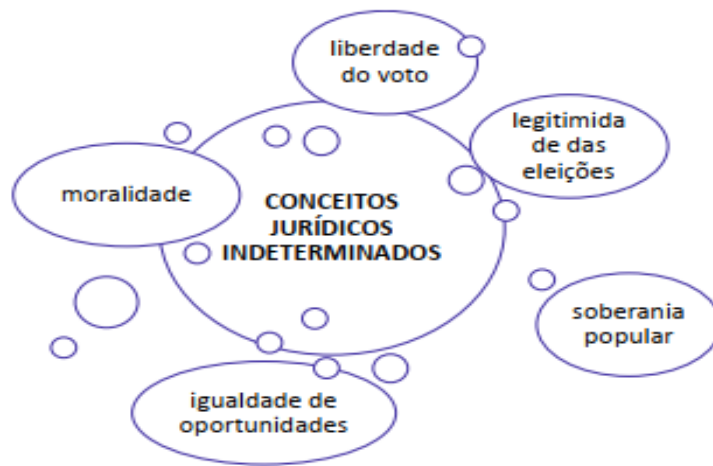 liberdade
do voto
legitimida
de das
eleições
moralidade
CONCEITOS
JURÍDICOS
INDETERMINADOS
soberania
popular
igualdade de
oportunidades